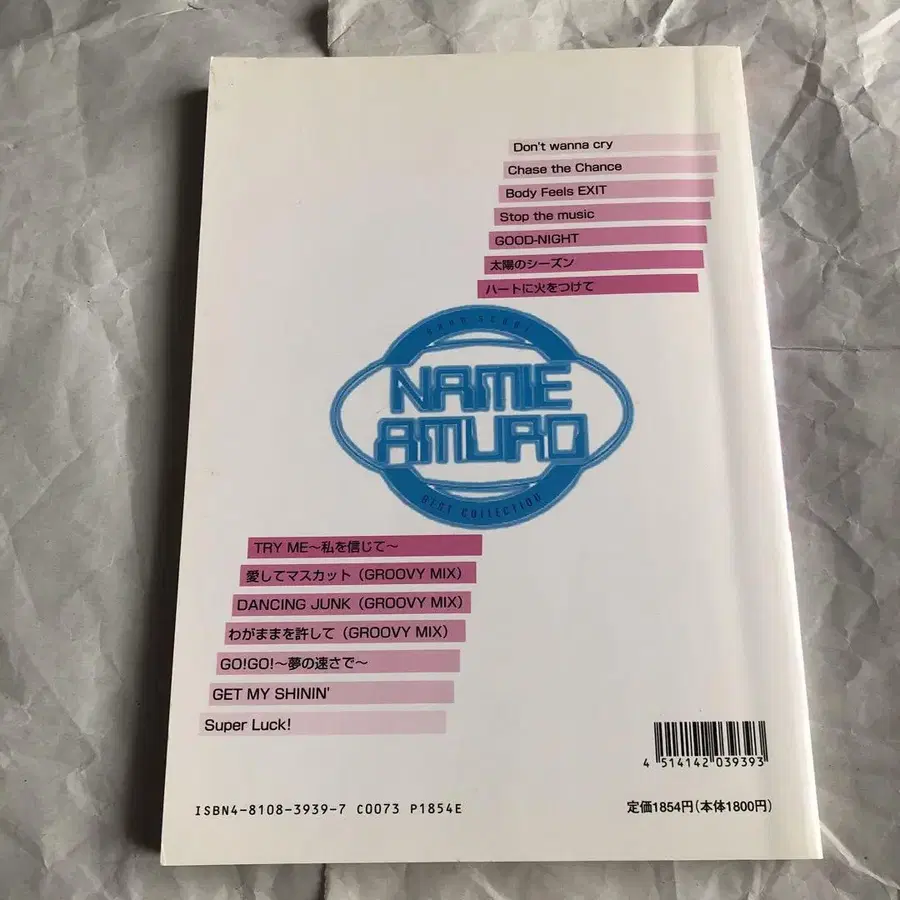 Don't wanna cry
Chase the Chance
Body Feels EXIT
Stop the music
GOOD-NIGHT
太陽のシーズン
ハートに火をつけて
BAND SCORE
NAMIE
AMURO
BEST COLLECTION
TRY ME〜私を信じて〜
愛してマスカット（GROOVY MIX）
DANCING JUNK（GROOVY MIX）
わがままを許して（GROOVY MIX）
GO!GO!〜夢の速さで〜
GET MY SHININ'
Super Luck!
4 514142 039393
ISBN4-8108-3939-7 C0073 P1854E
定価1854円（本体1800円）